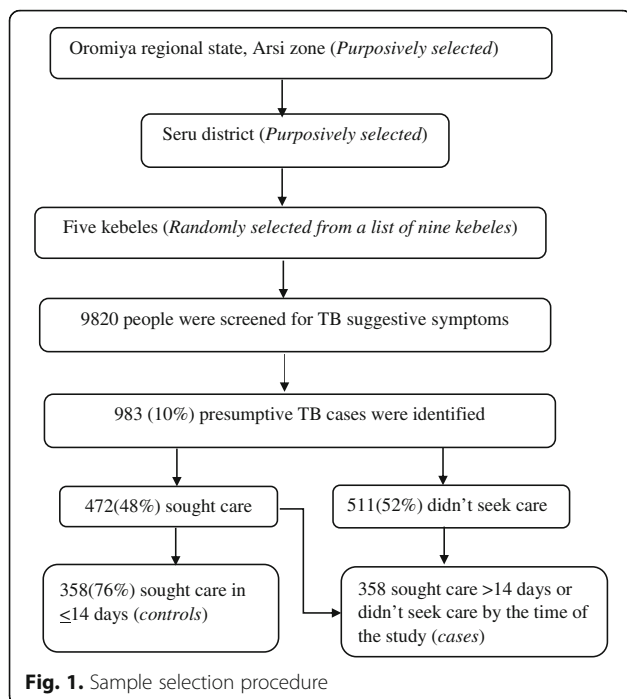 Oromiya regional state, Arsi zone (Purposively selected)
Seru district (Purposively selected)
Five kebeles (Randomly selected from a list of nine kebeles)
9820 people were screened for TB suggestive symptoms
983 (10%) presumptive TB cases were identified
472(48%) sought care
511(52%) didn’t seek care
358(76%) sought care in
≤14 days (controls)
358 sought care >14 days or
didn’t seek care by the time of
the study (cases)
Fig. 1. Sample selection procedure